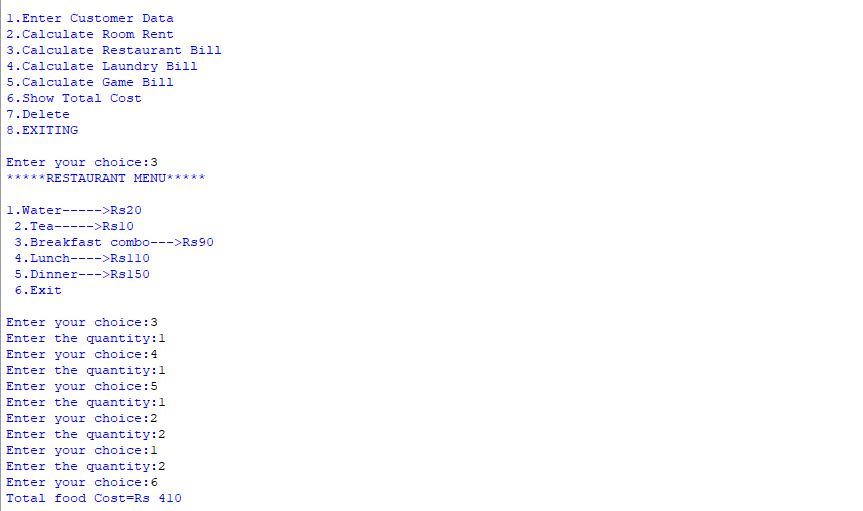 1.Enter Customer Data
2.Calculate Room Rent
3.Calculate Restaurant Bill
4.Calculate Laundry Bill
5.Calculate Game Bill
6.Show Total Cost
7.Delete
8.EXITING
Enter your choice:3
*****RESTAURANT MENU*****
1.Water----->Rs20
2.Tea----->Rs10
3.Breakfast combo--->Rs90
4.Lunch---->Rs110
5.Dinner--->Rs150
6.Exit
Enter your choice:3
Enter the quantity:1
Enter your choice:4
Enter the quantity:1
Enter your choice:5
Enter the quantity:1
Enter your choice:2
Enter the quantity:2
Enter your choice:1
Enter the quantity:2
Enter your choice:6
Total food Cost=Rs 410